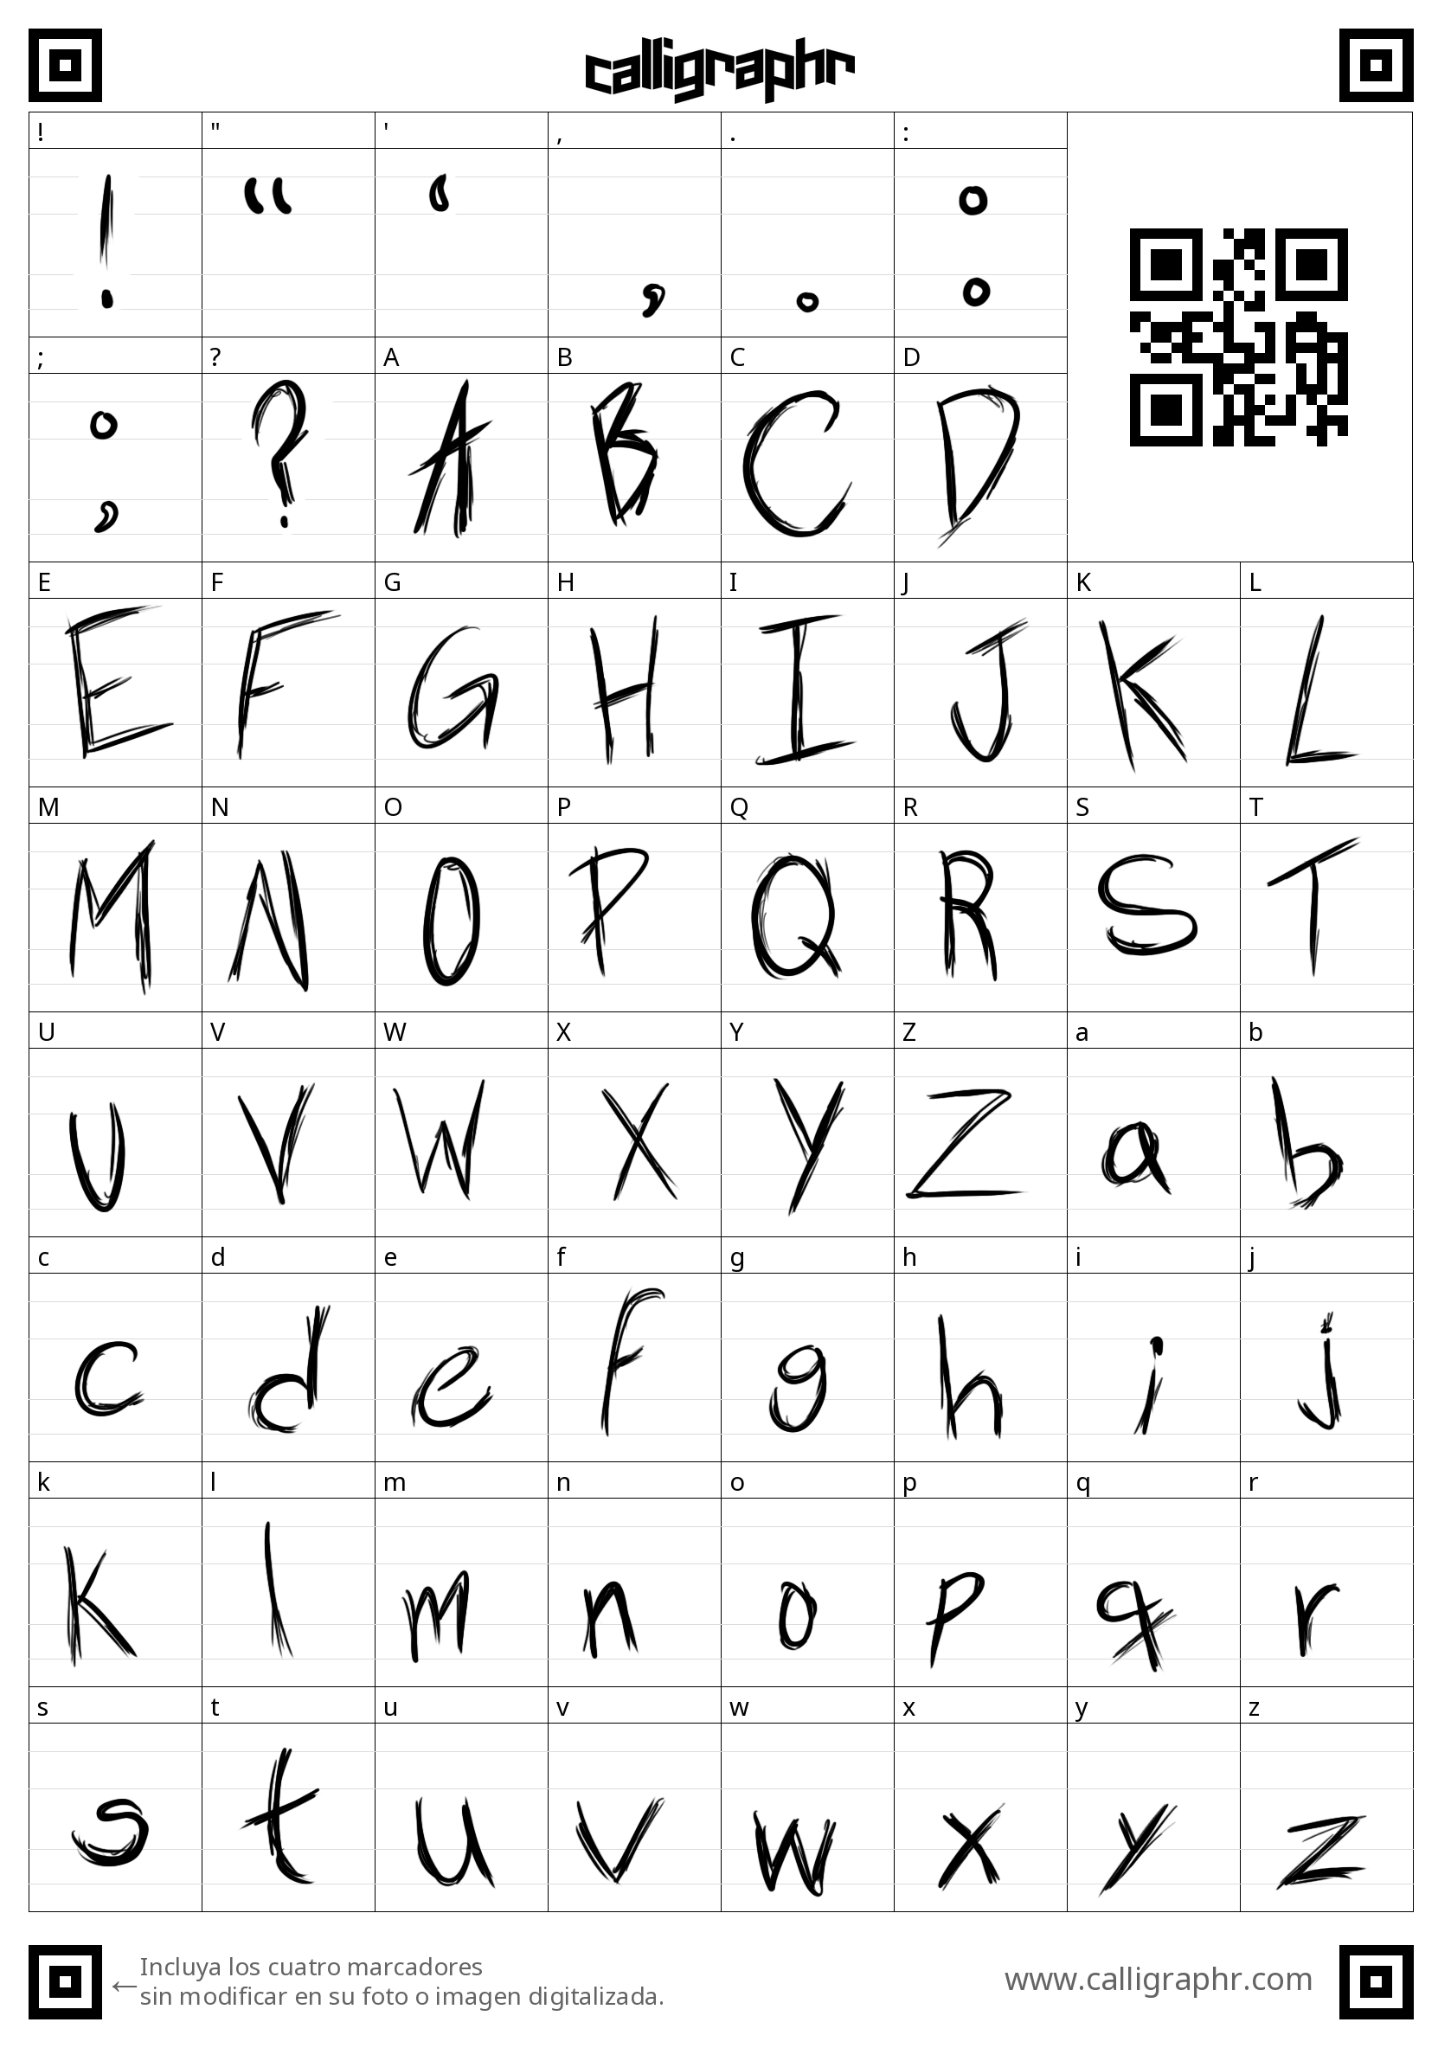 calligraphr
! " ' , . :
! “ ‘ , . :
; ? A B C D
; ? A B C D
E F G H I J K L
E F G H I J K L
M N O P Q R S T
M N O P Q R S T
U V W X Y Z a b
U V W X Y Z a b
c d e f g h i j
c d e f g h i j
k l m n o p q r
k l m n o p q r
s t u v w x y z
s t u v w x y z
←Incluya los cuatro marcadores
sin modificar en su foto o imagen digitalizada.
www.calligraphr.com